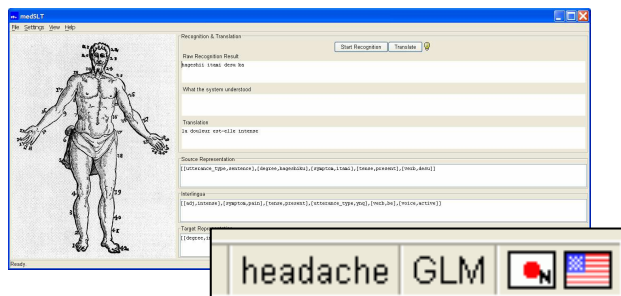 medSLT
File Settings View Help
Recognition & Translation
Start Recognition Translate
Raw Recognition Result
hageshii itami desu ka
What the system understood
Translation
la douleur est-elle intense
Source Representation
[[utterance_type,sentence],[degree,hageshiku],[symptom,itami],[tense,present],[verb,desu]]
Interlingua
[[adj,intense],[symptom,pain],[tense,present],[utterance_type,ynq],[verb,be],[voice,active]]
Target
[[degree,i
Ready
headache GLM N